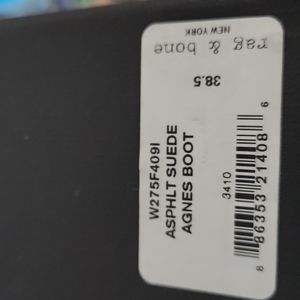 rag & bone
NEW YORK
38.5
W275F409I
ASPHLT SUEDE
AGNES BOOT
3410
8 86353 21408 6